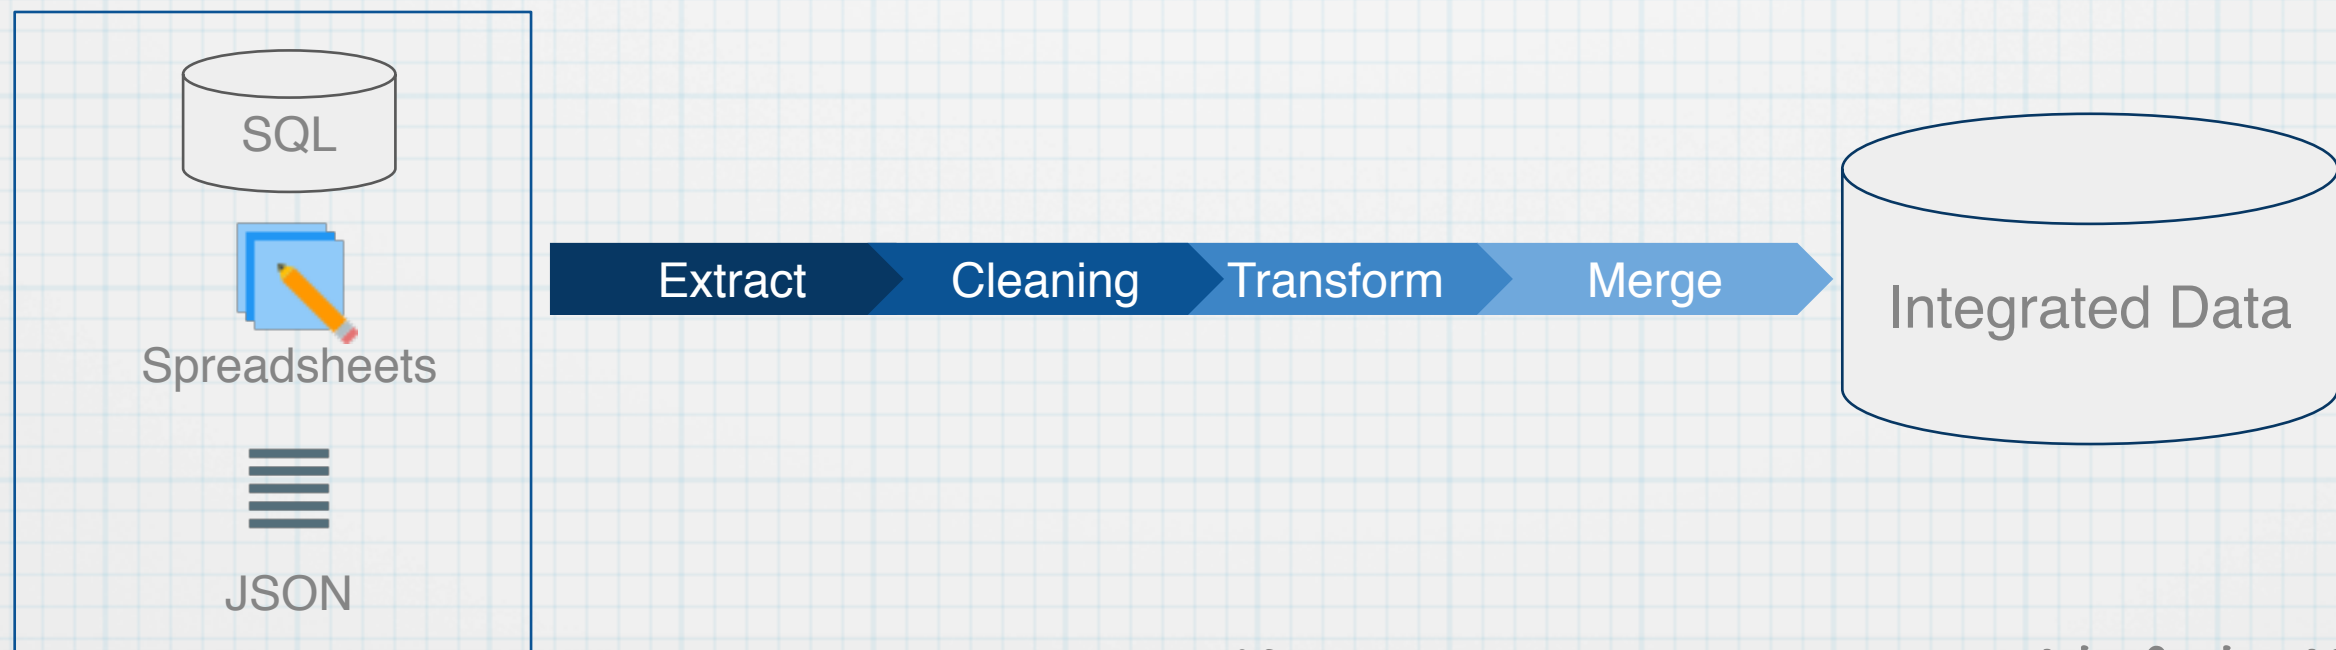 SQL
Spreadsheets
JSON
Extract
Cleaning
Transform
Merge
Integrated Data